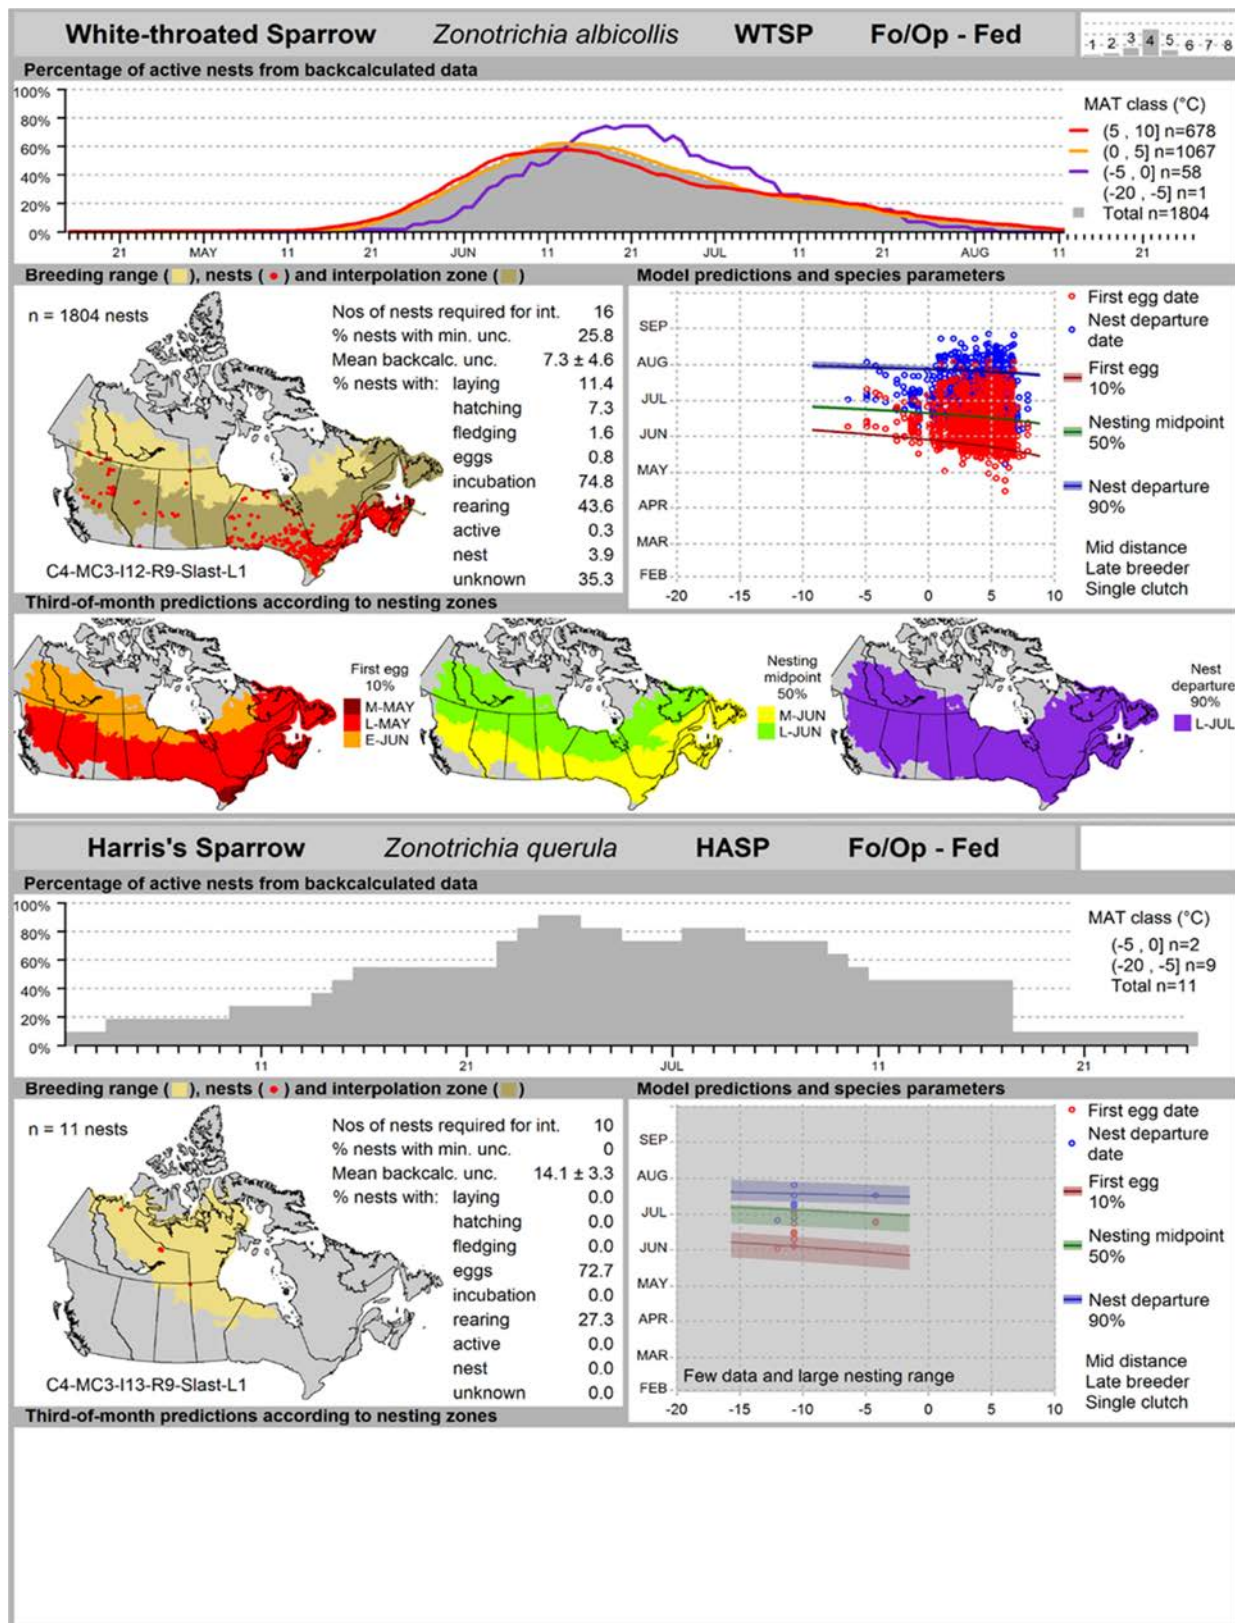 White-throated Sparrow Zonotrichia albicollis WTSP Fo/Op - Fed
1 2 3 4 5 6 7 8
Percentage of active nests from backcalculated data
100%
80%
60%
40%
20%
0%
21 MAY 11 21 JUN 11 21 JUL 11 21 AUG 11 21
MAT class (°C)
(5 , 10] n=678
(0 , 5] n=1067
(-5 , 0] n=58
(-20 , -5] n=1
Total n=1804
Breeding range ( ), nests ( ) and interpolation zone ( )
n = 1804 nests
Nos of nests required for int. 16
% nests with min. unc. 25.8
Mean backcalc. unc. 7.3 ± 4.6
% nests with: laying 11.4
hatching 7.3
fledging 1.6
eggs 0.8
incubation 74.8
rearing 43.6
active 0.3
nest 3.9
unknown 35.3
C4-MC3-I12-R9-Slast-L1
Model predictions and species parameters
SEP
AUG
JUL
JUN
MAY
APR
MAR
FEB
-20 -15 -10 -5 0 5 10
First egg date
Nest departure
date
First egg
10%
Nesting midpoint
50%
Nest departure
90%
Mid distance
Late breeder
Single clutch
Third-of-month predictions according to nesting zones
First egg
10%
M-MAY
L-MAY
E-JUN
Nesting
midpoint
50%
M-JUN
L-JUN
Nest
departure
90%
L-JUL
Harris's Sparrow Zonotrichia querula HASP Fo/Op - Fed
Percentage of active nests from backcalculated data
100%
80%
60%
40%
20%
0%
11 21 JUL 11 21
MAT class (°C)
(-5 , 0] n=2
(-20 , -5] n=9
Total n=11
Breeding range ( ), nests ( ) and interpolation zone ( )
n = 11 nests
Nos of nests required for int. 10
% nests with min. unc. 0
Mean backcalc. unc. 14.1 ± 3.3
% nests with: laying 0.0
hatching 0.0
fledging 0.0
eggs 72.7
incubation 0.0
rearing 27.3
active 0.0
nest 0.0
unknown 0.0
C4-MC3-I13-R9-Slast-L1
Model predictions and species parameters
SEP
AUG
JUL
JUN
MAY
APR
MAR
FEB
Few data and large nesting range
-20 -15 -10 -5 0 5 10
First egg date
Nest departure
date
First egg
10%
Nesting midpoint
50%
Nest departure
90%
Mid distance
Late breeder
Single clutch
Third-of-month predictions according to nesting zones